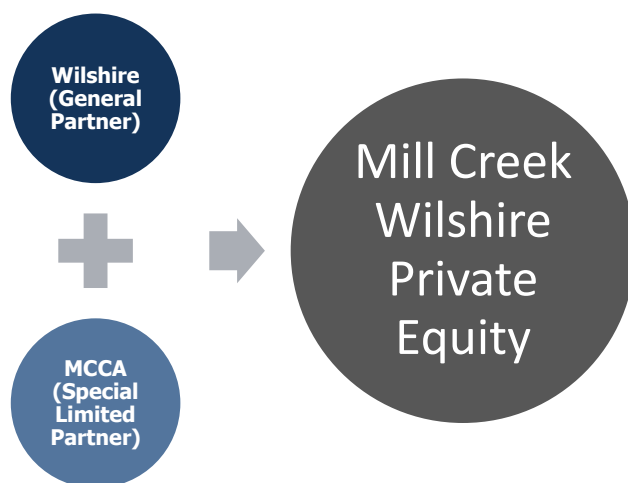 Wilshire
(General
Partner)
MCCA
(Special
Limited
Partner)
Mill Creek
Wilshire
Private
Equity